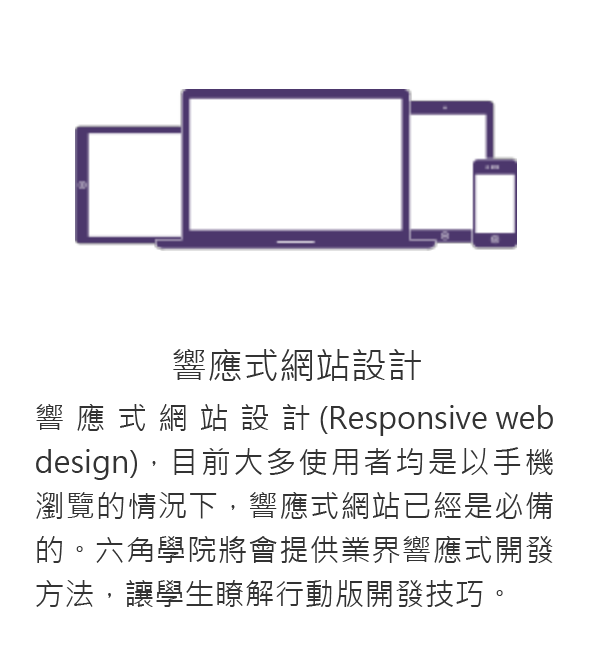 響應式網站設計
響應式網站設計(Responsive web
design)，目前大多使用者均是以手機
瀏覽的情況下，響應式網站已經是必備
的。六角學院將會提供業界響應式開發
方法，讓學生瞭解行動版開發技巧。